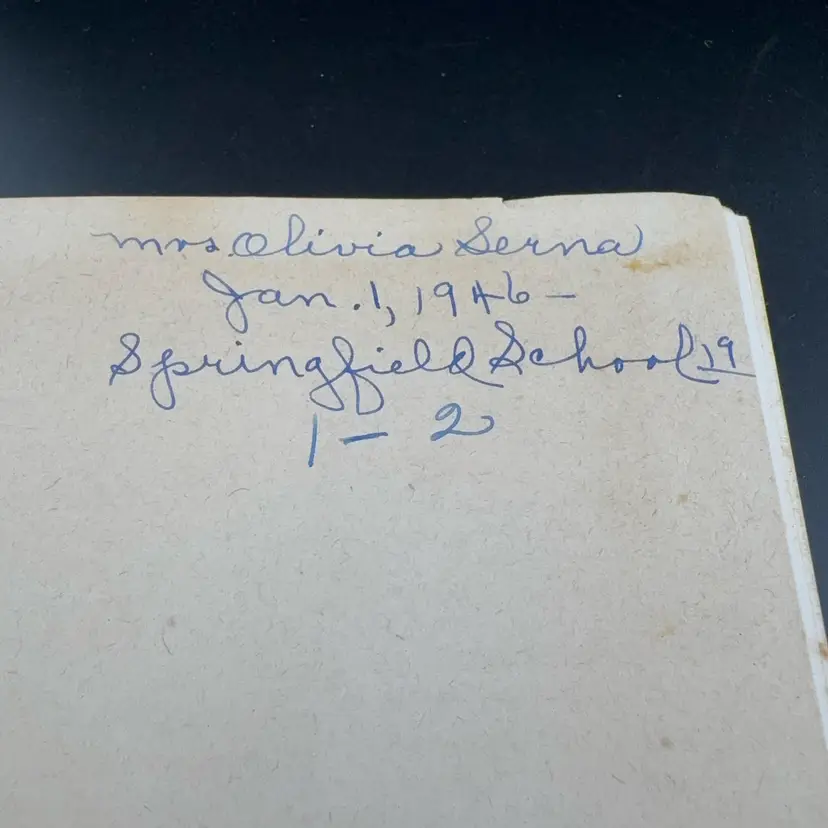 Mrs. Olivia Serna
Jan. 1, 1946 –
Springfield School 19
1 – 2